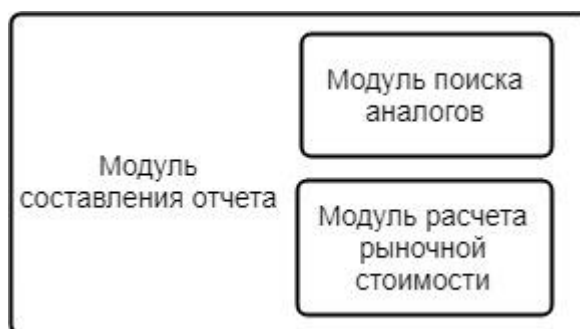 Модуль поиска
аналогов
Модуль
составления отчета
Модуль расчета
рыночной
стоимости